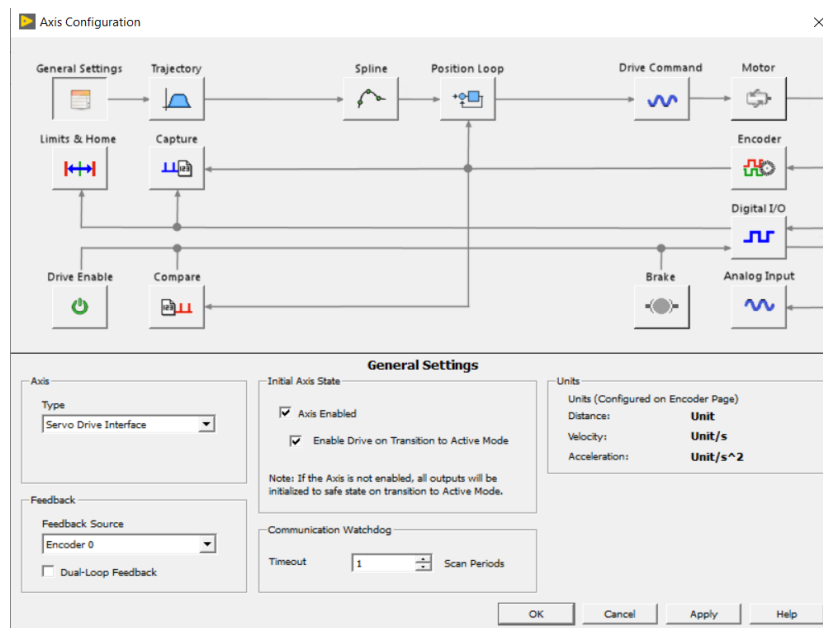 Axis Configuration
General Settings
Trajectory
Spline
Position Loop
Drive Command
Motor
Limits & Home
Capture
Encoder
Digital I/O
Drive Enable
Compare
Brake
Analog Input
General Settings
Axis
Type
Servo Drive Interface
Feedback
Feedback Source
Encoder 0
Dual-Loop Feedback
Initial Axis State
Axis Enabled
Enable Drive on Transition to Active Mode
Note: If the Axis is not enabled, all outputs will be
initialized to safe state on transition to Active Mode.
Communication Watchdog
Timeout 1 Scan Periods
Units
Units (Configured on Encoder Page)
Distance: Unit
Velocity: Unit/s
Acceleration: Unit/s^2
OK Cancel Apply Help